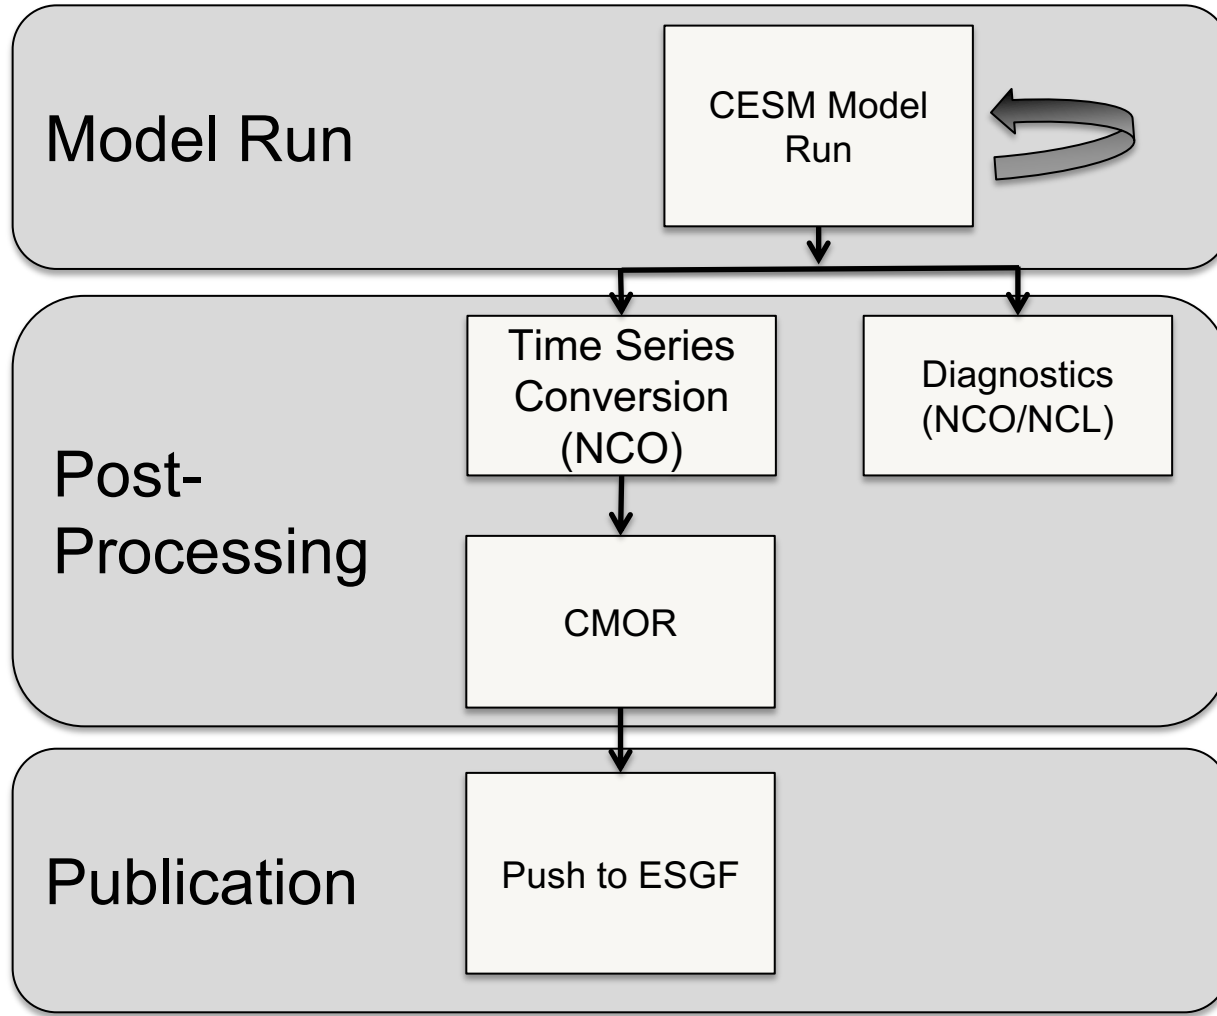 Model Run
CESM Model
Run
Post-
Processing
Time Series
Conversion
(NCO)
Diagnostics
(NCO/NCL)
CMOR
Publication
Push to ESGF